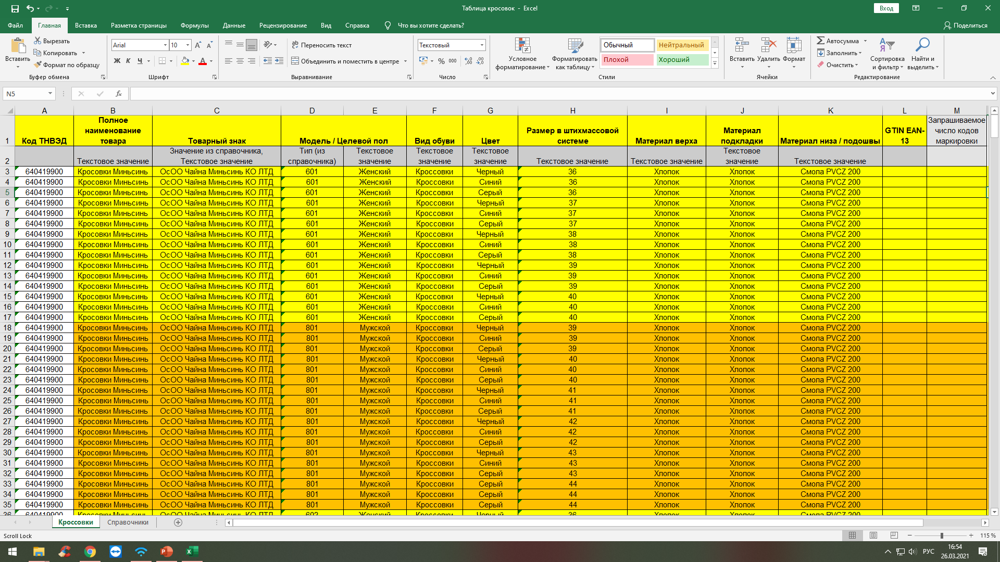 Таблица кросовок - Excel
Вход
Файл Главная Вставка Разметка страницы Формулы Данные Рецензирование Вид Справка Что вы хотите сделать? Поделиться
Вставить
Вырезать
Копировать
Формат по образцу
Буфер обмена
Arial 10
Ж К Ч
Шрифт
Переносить текст
Объединить и поместить в центре
Выравнивание
Текстовый
% 000
Число
Условное форматирование
Форматировать как таблицу
Обычный Нейтральный
Плохой Хороший
Стили
Вставить Удалить Формат
Ячейки
Автосумма
Заполнить
Очистить
Сортировка и фильтр
Найти и выделить
Редактирование
N5 fx
A B C D E F G H I J K L M
1 Код ТНВЭД Полное наименование товара Товарный знак Модель / Целевой пол Вид обуви Цвет Размер в штихмассовой системе Материал верха Материал подкладки Материал низа / подошвы GTIN EAN-13 Запрашиваемое число кодов маркировки
2 Текстовое значение Значение из справочника, Текстовое значение Тип (из справочника) Текстовое значение Текстовое значение Текстовое значение Текстовое значение Текстовое значение Текстовое значение Текстовое значение
3 640419900 Кросовки Миньсинь ОсОО Чайна Миньсинь КО ЛТД 601 Женский Кроссовки Черный 36 Хлопок Хлопок Смола PVCZ 200
4 640419900 Кросовки Миньсинь ОсОО Чайна Миньсинь КО ЛТД 601 Женский Кроссовки Синий 36 Хлопок Хлопок Смола PVCZ 200
5 640419900 Кросовки Миньсинь ОсОО Чайна Миньсинь КО ЛТД 601 Женский Кроссовки Серый 36 Хлопок Хлопок Смола PVCZ 200
6 640419900 Кросовки Миньсинь ОсОО Чайна Миньсинь КО ЛТД 601 Женский Кроссовки Черный 37 Хлопок Хлопок Смола PVCZ 200
7 640419900 Кросовки Миньсинь ОсОО Чайна Миньсинь КО ЛТД 601 Женский Кроссовки Синий 37 Хлопок Хлопок Смола PVCZ 200
8 640419900 Кросовки Миньсинь ОсОО Чайна Миньсинь КО ЛТД 601 Женский Кроссовки Серый 37 Хлопок Хлопок Смола PVCZ 200
9 640419900 Кросовки Миньсинь ОсОО Чайна Миньсинь КО ЛТД 601 Женский Кроссовки Черный 38 Хлопок Хлопок Смола PVCZ 200
10 640419900 Кросовки Миньсинь ОсОО Чайна Миньсинь КО ЛТД 601 Женский Кроссовки Синий 38 Хлопок Хлопок Смола PVCZ 200
11 640419900 Кросовки Миньсинь ОсОО Чайна Миньсинь КО ЛТД 601 Женский Кроссовки Серый 38 Хлопок Хлопок Смола PVCZ 200
12 640419900 Кросовки Миньсинь ОсОО Чайна Миньсинь КО ЛТД 601 Женский Кроссовки Черный 39 Хлопок Хлопок Смола PVCZ 200
13 640419900 Кросовки Миньсинь ОсОО Чайна Миньсинь КО ЛТД 601 Женский Кроссовки Синий 39 Хлопок Хлопок Смола PVCZ 200
14 640419900 Кросовки Миньсинь ОсОО Чайна Миньсинь КО ЛТД 601 Женский Кроссовки Серый 39 Хлопок Хлопок Смола PVCZ 200
15 640419900 Кросовки Миньсинь ОсОО Чайна Миньсинь КО ЛТД 601 Женский Кроссовки Черный 40 Хлопок Хлопок Смола PVCZ 200
16 640419900 Кросовки Миньсинь ОсОО Чайна Миньсинь КО ЛТД 601 Женский Кроссовки Синий 40 Хлопок Хлопок Смола PVCZ 200
17 640419900 Кросовки Миньсинь ОсОО Чайна Миньсинь КО ЛТД 601 Женский Кроссовки Серый 40 Хлопок Хлопок Смола PVCZ 200
18 640419900 Кросовки Миньсинь ОсОО Чайна Миньсинь КО ЛТД 801 Мужской Кроссовки Черный 39 Хлопок Хлопок Смола PVCZ 200
19 640419900 Кросовки Миньсинь ОсОО Чайна Миньсинь КО ЛТД 801 Мужской Кроссовки Синий 39 Хлопок Хлопок Смола PVCZ 200
20 640419900 Кросовки Миньсинь ОсОО Чайна Миньсинь КО ЛТД 801 Мужской Кроссовки Серый 39 Хлопок Хлопок Смола PVCZ 200
21 640419900 Кросовки Миньсинь ОсОО Чайна Миньсинь КО ЛТД 801 Мужской Кроссовки Черный 40 Хлопок Хлопок Смола PVCZ 200
22 640419900 Кросовки Миньсинь ОсОО Чайна Миньсинь КО ЛТД 801 Мужской Кроссовки Синий 40 Хлопок Хлопок Смола PVCZ 200
23 640419900 Кросовки Миньсинь ОсОО Чайна Миньсинь КО ЛТД 801 Мужской Кроссовки Серый 40 Хлопок Хлопок Смола PVCZ 200
24 640419900 Кросовки Миньсинь ОсОО Чайна Миньсинь КО ЛТД 801 Мужской Кроссовки Черный 41 Хлопок Хлопок Смола PVCZ 200
25 640419900 Кросовки Миньсинь ОсОО Чайна Миньсинь КО ЛТД 801 Мужской Кроссовки Синий 41 Хлопок Хлопок Смола PVCZ 200
26 640419900 Кросовки Миньсинь ОсОО Чайна Миньсинь КО ЛТД 801 Мужской Кроссовки Серый 41 Хлопок Хлопок Смола PVCZ 200
27 640419900 Кросовки Миньсинь ОсОО Чайна Миньсинь КО ЛТД 801 Мужской Кроссовки Черный 42 Хлопок Хлопок Смола PVCZ 200
28 640419900 Кросовки Миньсинь ОсОО Чайна Миньсинь КО ЛТД 801 Мужской Кроссовки Синий 42 Хлопок Хлопок Смола PVCZ 200
29 640419900 Кросовки Миньсинь ОсОО Чайна Миньсинь КО ЛТД 801 Мужской Кроссовки Серый 42 Хлопок Хлопок Смола PVCZ 200
30 640419900 Кросовки Миньсинь ОсОО Чайна Миньсинь КО ЛТД 801 Мужской Кроссовки Черный 43 Хлопок Хлопок Смола PVCZ 200
31 640419900 Кросовки Миньсинь ОсОО Чайна Миньсинь КО ЛТД 801 Мужской Кроссовки Синий 43 Хлопок Хлопок Смола PVCZ 200
32 640419900 Кросовки Миньсинь ОсОО Чайна Миньсинь КО ЛТД 801 Мужской Кроссовки Серый 43 Хлопок Хлопок Смола PVCZ 200
33 640419900 Кросовки Миньсинь ОсОО Чайна Миньсинь КО ЛТД 801 Мужской Кроссовки Серый 44 Хлопок Хлопок Смола PVCZ 200
34 640419900 Кросовки Миньсинь ОсОО Чайна Миньсинь КО ЛТД 801 Мужской Кроссовки Серый 44 Хлопок Хлопок Смола PVCZ 200
35 640419900 Кросовки Миньсинь ОсОО Чайна Миньсинь КО ЛТД 801 Мужской Кроссовки Серый 44 Хлопок Хлопок Смола PVCZ 200
36 640419900 Кросовки Миньсинь ОсОО Чайна Миньсинь КО ЛТД 602 Женский Кроссовки Черный 36 Хлопок Хлопок Смола PVCZ 200
Кроссовки Справочники
Scroll Lock
115 %
РУС
16:54
26.03.2021